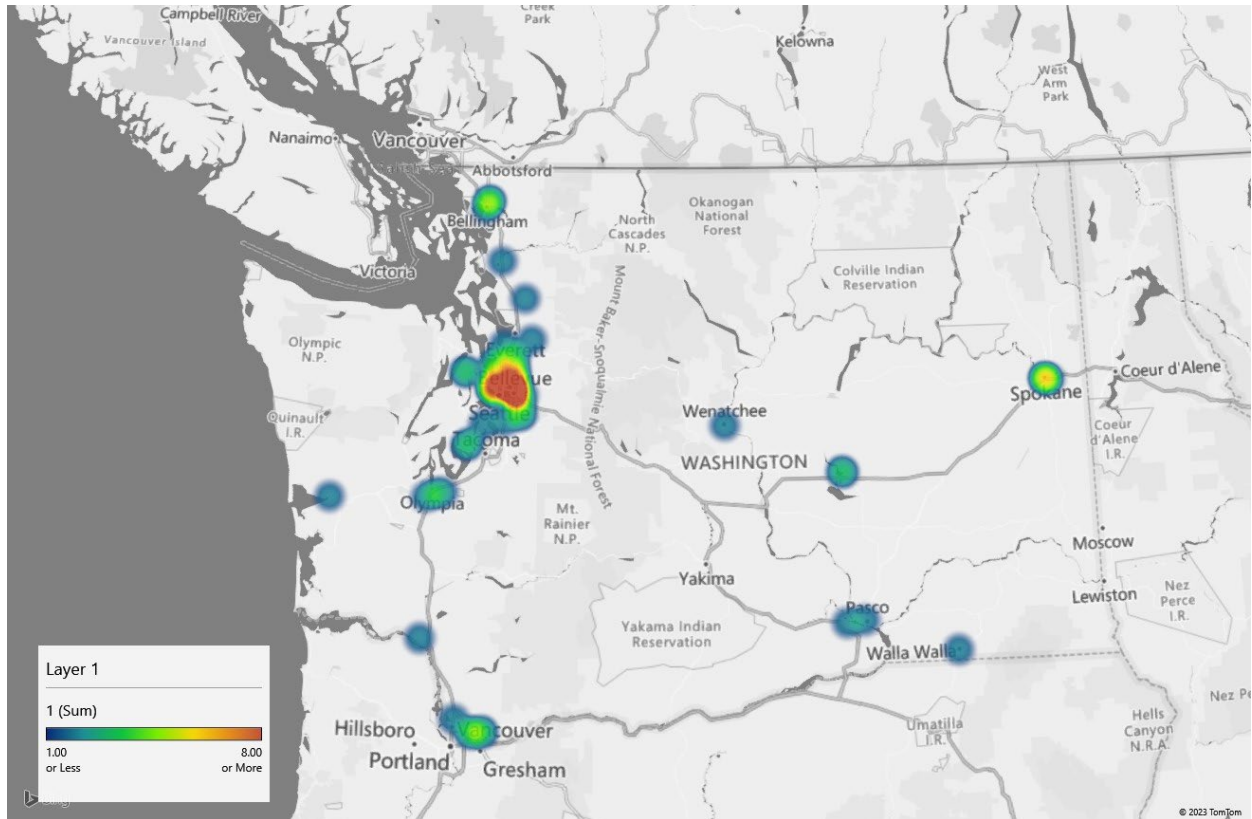 Campbell River
Creek
Park
Vancouver Island
Kelowna
West
Arm
Park
Nanaimo
Vancouver
Abbotsford
Bellingham
North
Cascades
N.P.
Okanogan
National
Forest
Victoria
Colville Indian
Reservation
Mount Baker-Snoqualmie National Forest
Olympic
N.P.
Everett
Bellevue
Seattle
Coeur d'Alene
Spokane
Quinault
I.R.
Wenatchee
Coeur
d'Alene
I.R.
Tacoma
WASHINGTON
Olympia
Mt.
Rainier
N.P.
Moscow
Yakima
Lewiston
Nez
Perce
I.R.
Pasco
Yakama Indian
Reservation
Walla Walla
Layer 1
1 (Sum)
1.00
or Less
8.00
or More
Nez Pe
Hillsboro
Vancouver
Portland
Gresham
Umatilla
I.R.
Hells
Canyon
N.R.A.
© 2023 TomTom